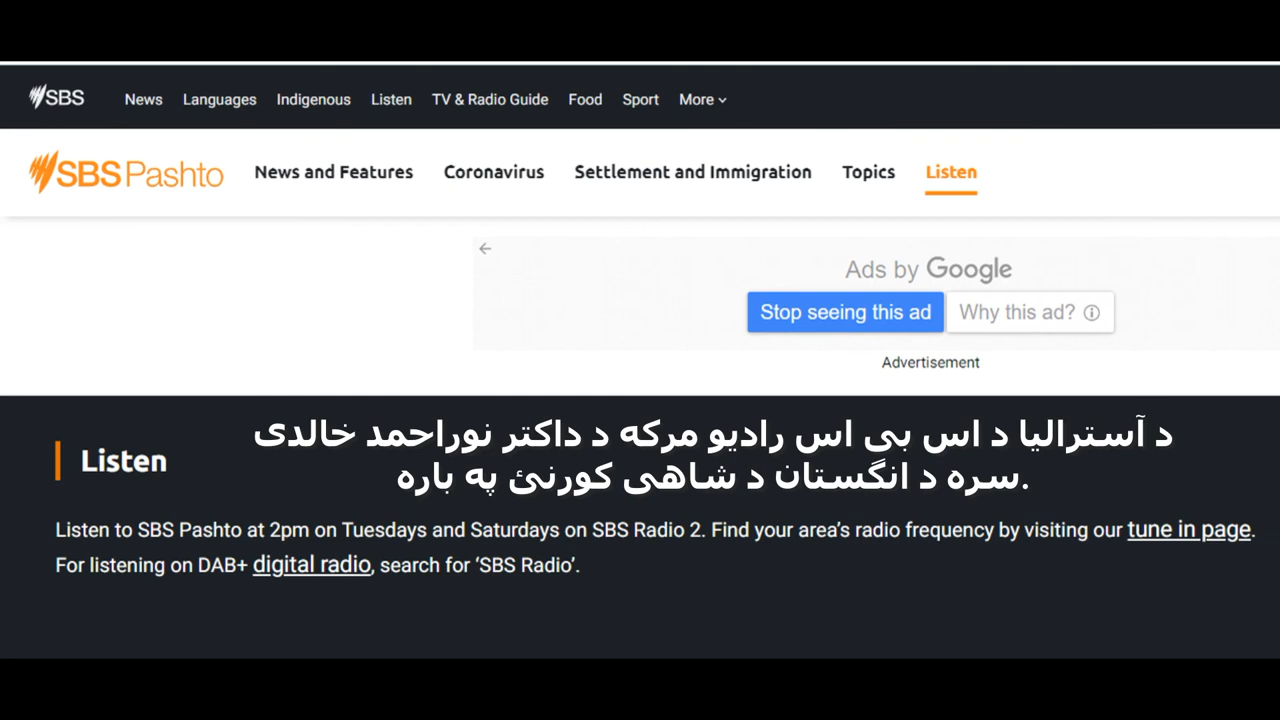 SBS News Languages Indigenous Listen TV & Radio Guide Food Sport More
SBS Pashto News and Features Coronavirus Settlement and Immigration Topics Listen
Ads by Google
Stop seeing this ad Why this ad?
Advertisement
د آسترالیا د اس بی اس رادیو مرکه د داکتر نوراحمد خالدی
سره د انگستان د شاهی کورنئ په باره.
Listen
Listen to SBS Pashto at 2pm on Tuesdays and Saturdays on SBS Radio 2. Find your area’s radio frequency by visiting our tune in page.
For listening on DAB+ digital radio, search for ‘SBS Radio’.